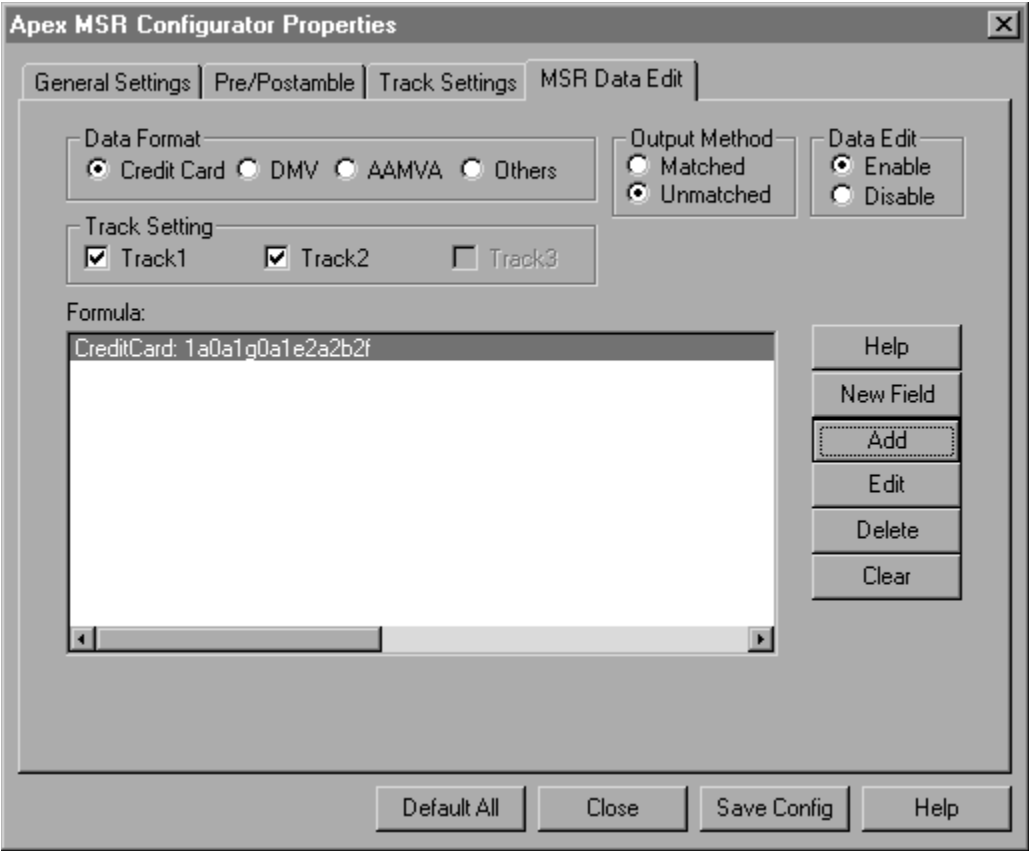 Apex MSR Configurator Properties
General Settings Pre/Postamble Track Settings MSR Data Edit
Data Format
Credit Card DMV AAMVA Others
Output Method
Matched
Unmatched
Data Edit
Enable
Disable
Track Setting
Track1 Track2 Track3
Formula:
CreditCard: 1a0a1g0a1e2a2b2f
Help
New Field
Add
Edit
Delete
Clear
Default All Close Save Config Help